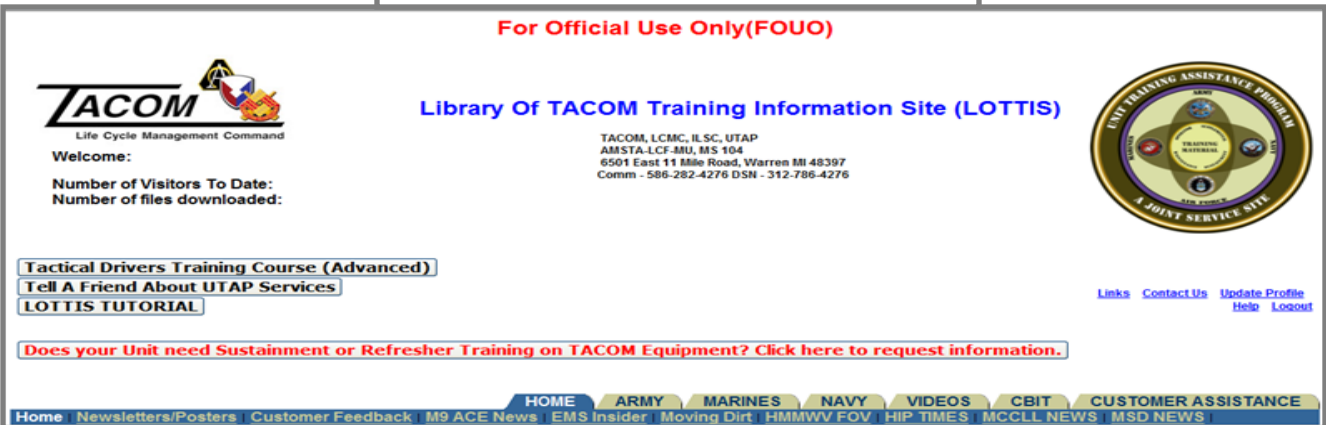 For Official Use Only(FOUO)
TACOM
Life Cycle Management Command
Library Of TACOM Training Information Site (LOTTIS)
TACOM, LCMC, ILSC, UTAP
AMSTA-LCF-MU, MS 104
6501 East 11 Mile Road, Warren MI 48397
Comm - 586-282-4276 DSN - 312-786-4276
UNIT TRAINING ASSISTANCE PROGRAM
ARMY
MARINES
TRAINING
MATERIAL
NAVY
AIR FORCE
A JOINT SERVICE SITE
Welcome:
Number of Visitors To Date:
Number of files downloaded:
Tactical Drivers Training Course (Advanced)
Tell A Friend About UTAP Services
LOTTIS TUTORIAL
Links Contact Us Update Profile
Help Logout
Does your Unit need Sustainment or Refresher Training on TACOM Equipment? Click here to request information.
HOME ARMY MARINES NAVY VIDEOS CBIT CUSTOMER ASSISTANCE
Home | Newsletters/Posters | Customer Feedback | M9 ACE News | EMS Insider | Moving Dirt | HMMWV FOV | HIP TIMES | MCCLL NEWS | MSD NEWS |